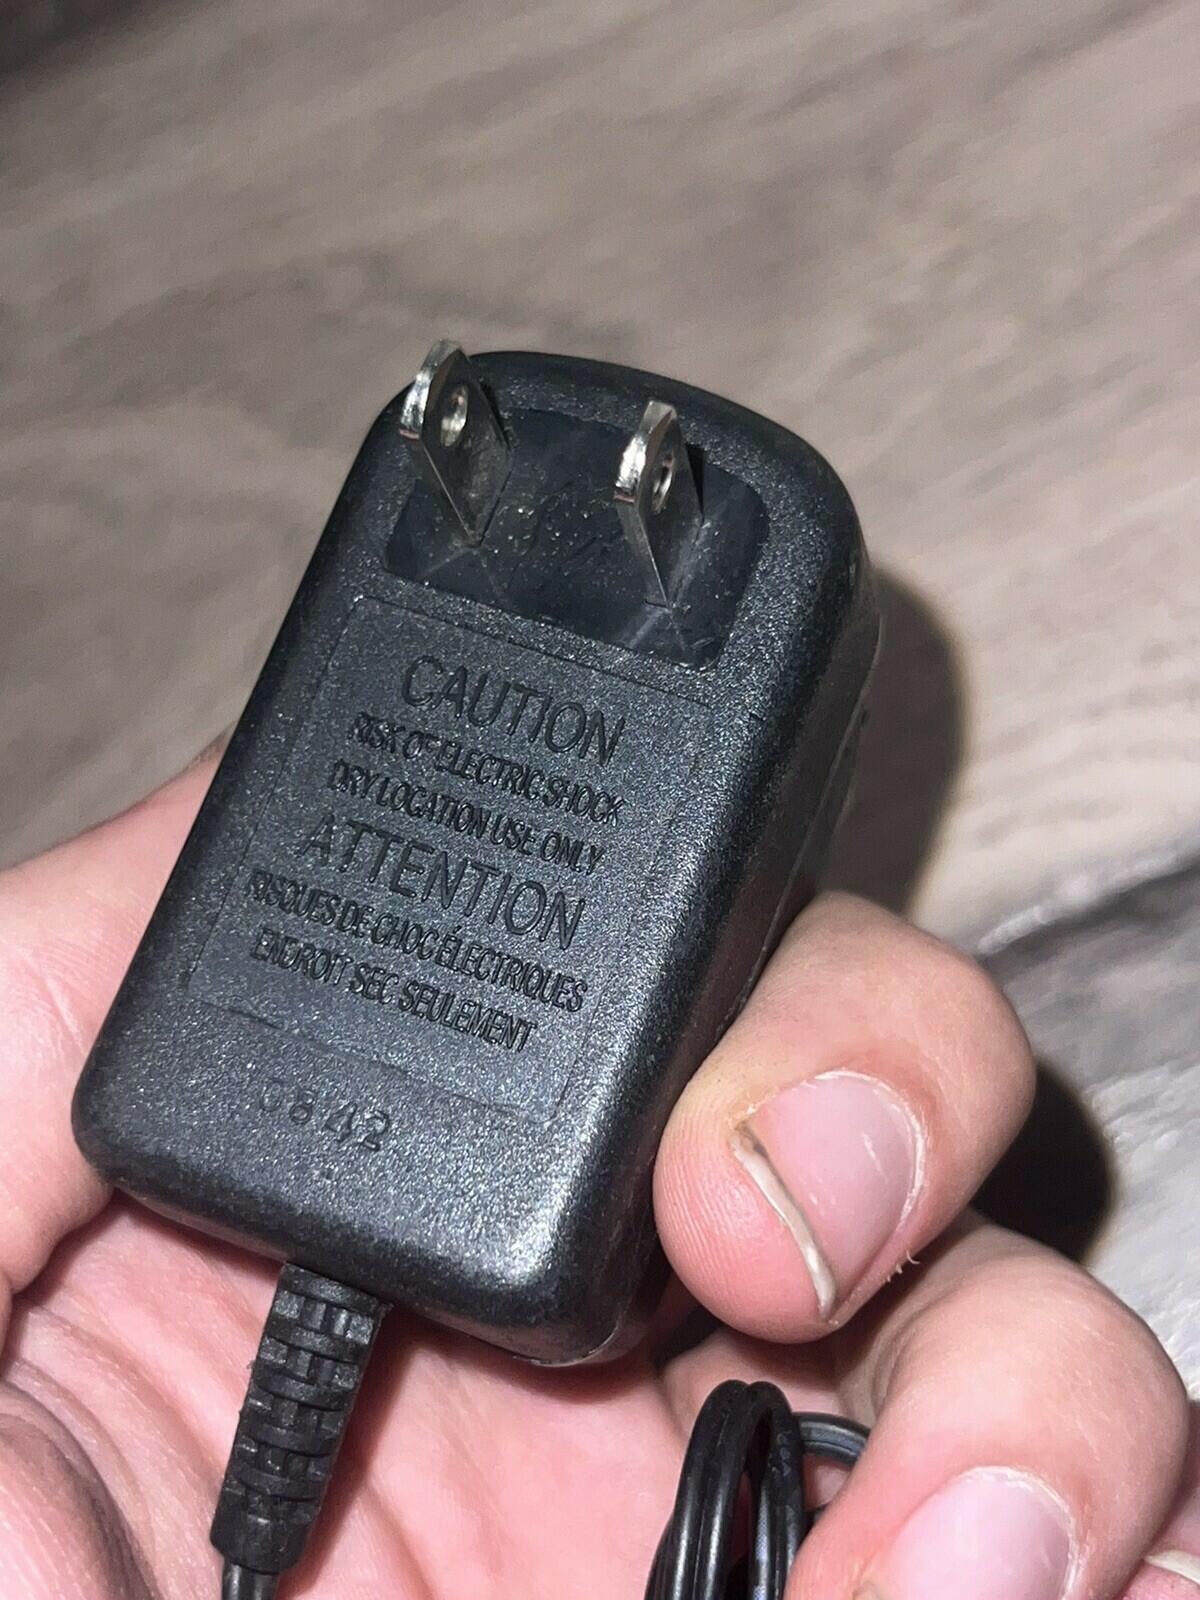 CAUTION
RISK OF ELECTRIC SHOCK
DRY LOCATION USE ONLY
ATTENTION
RISQUES DE CHOC ÉLECTRIQUES
ENDROIT SEC SEULEMENT
0842